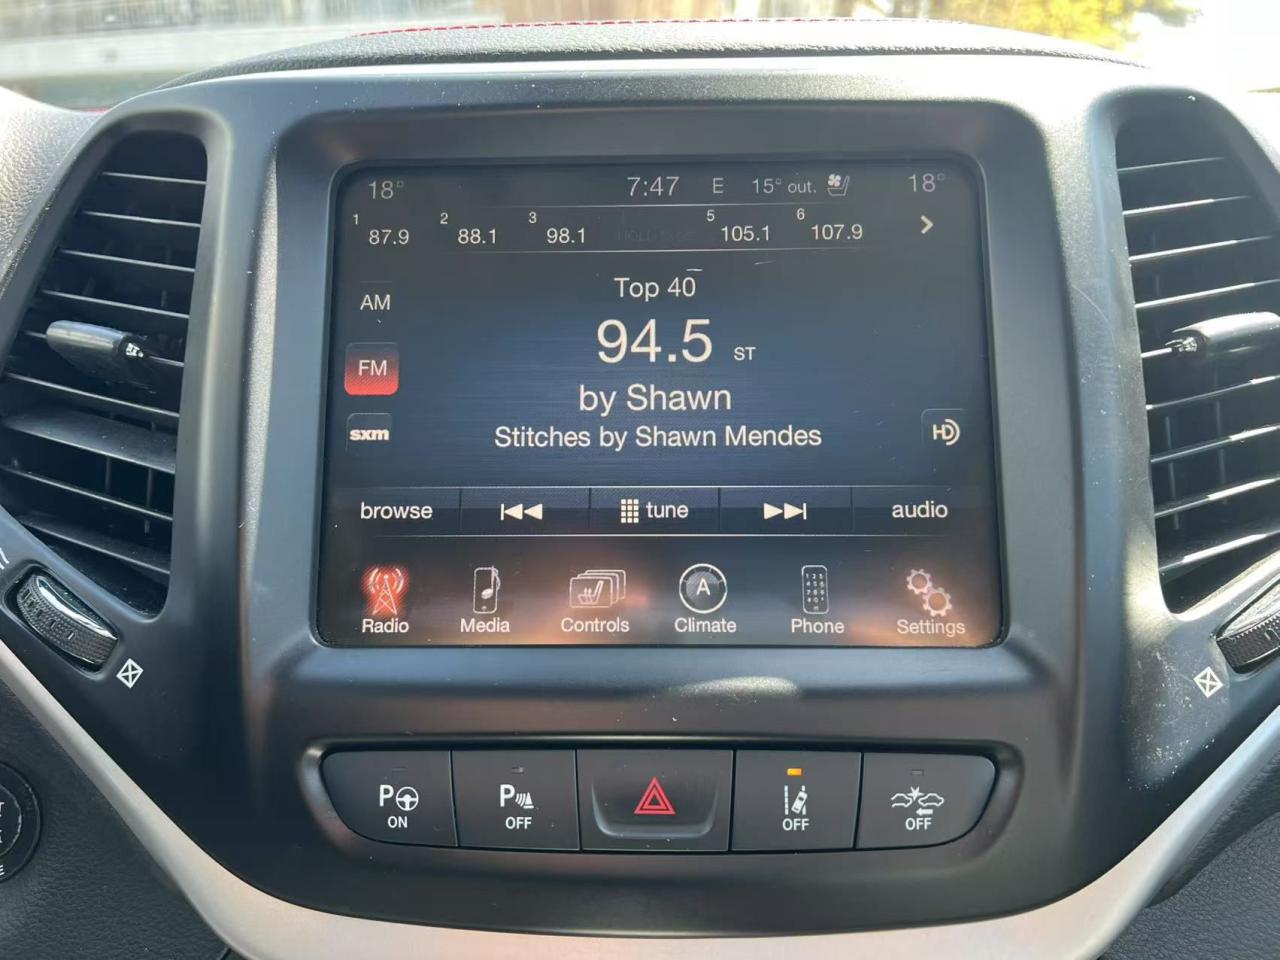 18° 7:47 E 15° out. 18°
1 87.9 2 88.1 3 98.1 5 105.1 6 107.9
Top 40
AM
94.5 ST
FM
by Shawn
sxm Stitches by Shawn Mendes HD
browse tune audio
Radio Media Controls A Climate Phone Settings
P ON P OFF OFF OFF